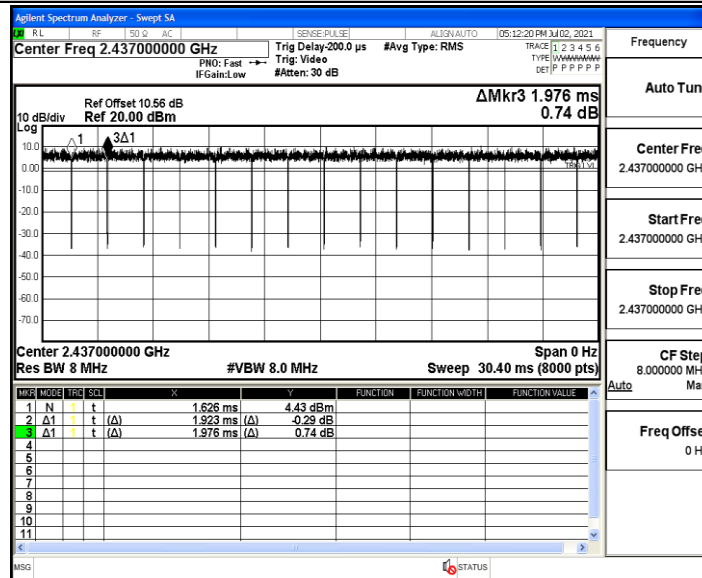 Agilent Spectrum Analyzer - Swept SA
RL RF 50 Ω AC SENSE:PULSE ALIGN AUTO 05:12:20 PM Jul 02, 2021
Center Freq 2.437000000 GHz
PNO: Fast
IFGain:Low
Trig Delay-200.0 µs
Trig: Video
#Atten: 30 dB
#Avg Type: RMS
TRACE 1 2 3 4 5 6
TYPE
DET P P P P P P
ΔMkr3 1.976 ms
0.74 dB
Ref Offset 10.56 dB
10 dB/div Ref 20.00 dBm
Log
1
3Δ1
10.0
0.00
TRIG LVL
-10.0
-20.0
-30.0
-40.0
-50.0
-60.0
-70.0
Center 2.437000000 GHz Span 0 Hz
Res BW 8 MHz #VBW 8.0 MHz Sweep 30.40 ms (8000 pts)
MKR MODE TRC SCL X Y FUNCTION FUNCTION WIDTH FUNCTION VALUE
1 N 1 t 1.626 ms 4.43 dBm
2 Δ1 1 t (Δ) 1.923 ms (Δ) -0.29 dB
3 Δ1 1 t (Δ) 1.976 ms (Δ) 0.74 dB
4
5
6
7
8
9
10
11
MSG STATUS
Frequency
Auto Tun
Center Fre
2.437000000 GH
Start Fre
2.437000000 GH
Stop Fre
2.437000000 GH
CF Ste
8.000000 MH
Auto Ma
Freq Offse
0 H